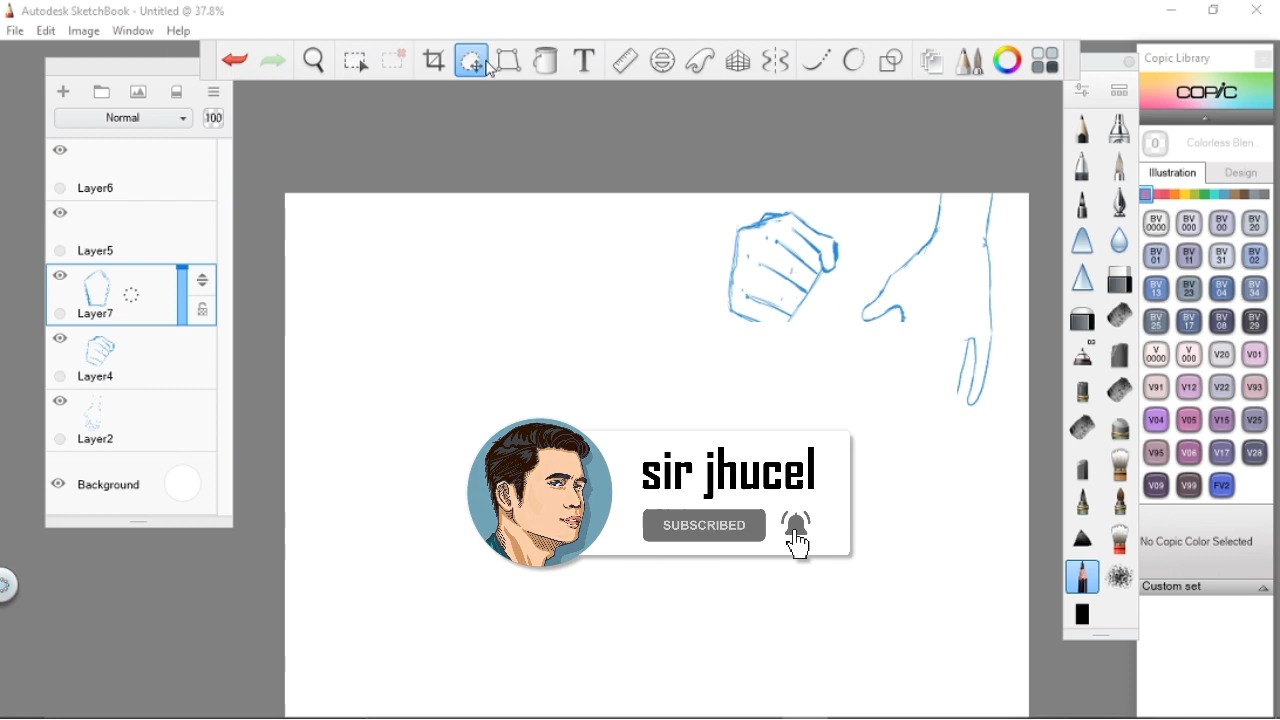 Autodesk SketchBook - Untitled @ 37.8%
File Edit Image Window Help
T
Copic Library
COPIC
Normal 100
0 Colorless Blen...
Illustration Design
Layer6
Layer5
Layer7
Layer4
Layer2
Background
BV 0000 BV 000 BV 00 BV 20
BV 01 BV 11 BV 31 BV 02
BV 13 BV 23 BV 04 BV 34
BV 25 BV 17 BV 08 BV 29
V 0000 V 000 V20 V01
V91 V12 V22 V93
V04 V05 V15 V25
V95 V06 V17 V28
V09 V99 FV2
No Copic Color Selected
Custom set
sir jhucel
SUBSCRIBED